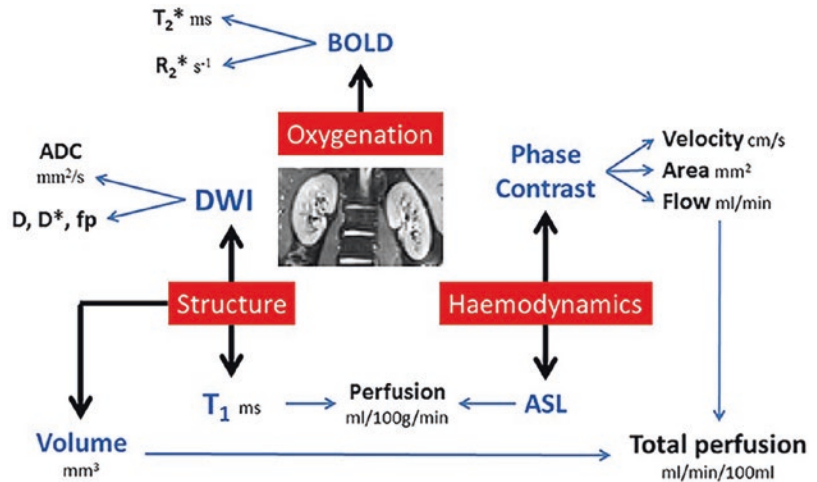 T₂* ms
R₂* s⁻¹
BOLD
Oxygenation
ADC
mm²/s
D, D*, fp
DWI
Phase
Contrast
Velocity cm/s
Area mm²
Flow ml/min
Structure
Haemodynamics
T₁ ms
Perfusion
ml/100g/min
ASL
Volume
mm³
Total perfusion
ml/min/100ml